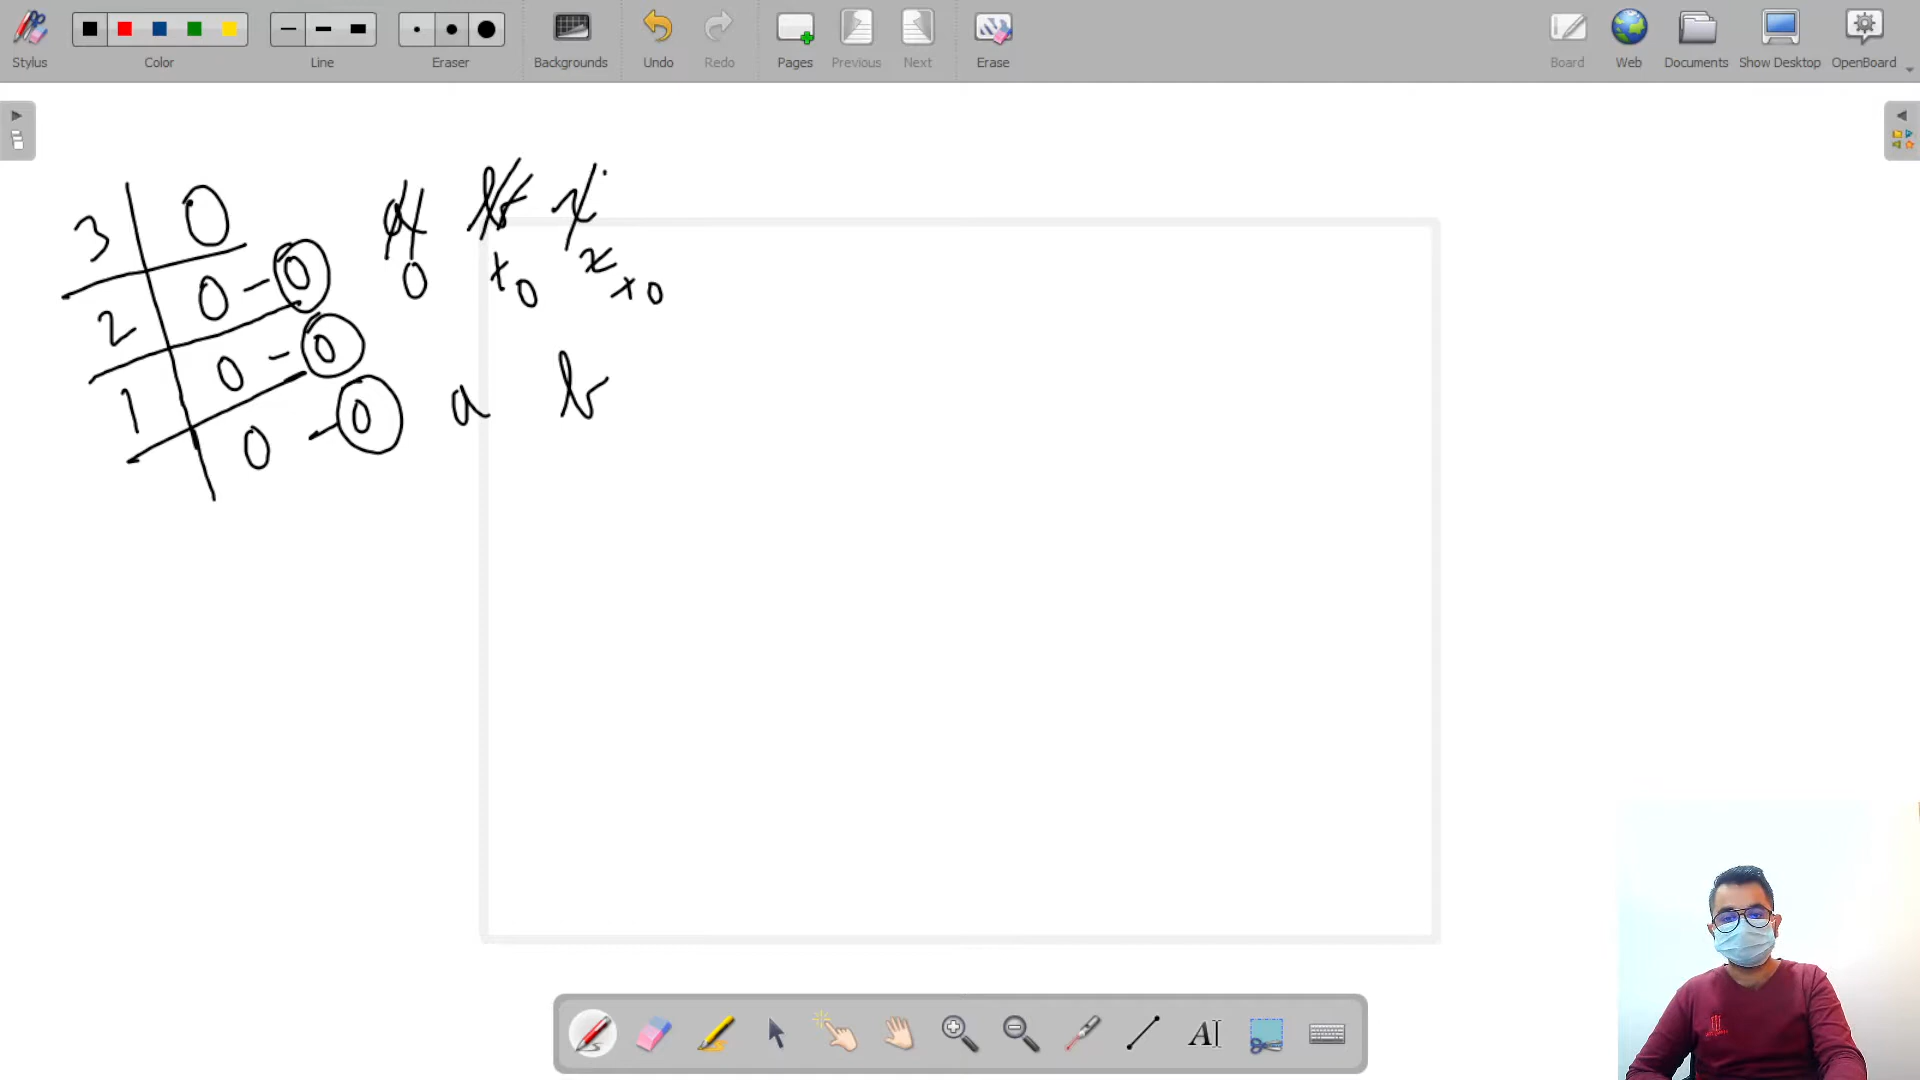 Stylus Color Line Eraser Backgrounds Undo Redo Pages Previous Next Erase Board Web Documents Show Desktop OpenBoard
3 0
2 0 - 0
1 0 - 0
0 - 0
0 x0 x x0
a b